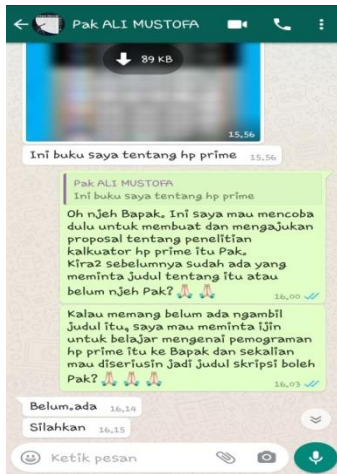 Pak ALI MUSTOFA
89 KB
15.56
Ini buku saya tentang hp prime 15.56
Pak ALI MUSTOFA
Ini buku saya tentang hp prime
Oh njeh Bapak. Ini saya mau mencoba
dulu untuk membuat dan mengajukan
proposal tentang penelitian
kalkuator hp prime itu Pak.
Kira2 sebelumnya sudah ada yang
meminta judul tentang itu atau
belum njeh Pak? 🙏🙏
16.00
Kalau memang belum ada ngambil
judul itu, saya mau meminta ijin
untuk belajar mengenai pemograman
hp prime itu ke Bapak dan sekalian
mau diseriusin jadi judul skripsi boleh
Pak? 🙏🙏🙏 16.03
Belum.ada 16.14
Silahkan 16.15
Ketik pesan